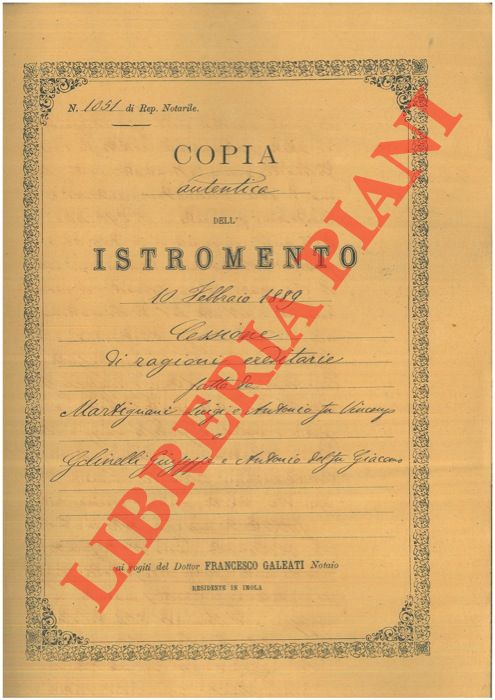 N. 1051 di Rep. Notarile.
COPIA
autentica
DELL'
ISTROMENTO
10 Febbraio 1889
Cessione
di ragioni ereditarie
fatta da
Martignani Luigi e Antonio fu Vincenzo
e
Golinelli Giuseppe e Antonio del fu Giacomo
ai rogiti del Dottor FRANCESCO GALEATI Notaio
RESIDENTE IN IMOLA
LIBRERIA PIANI